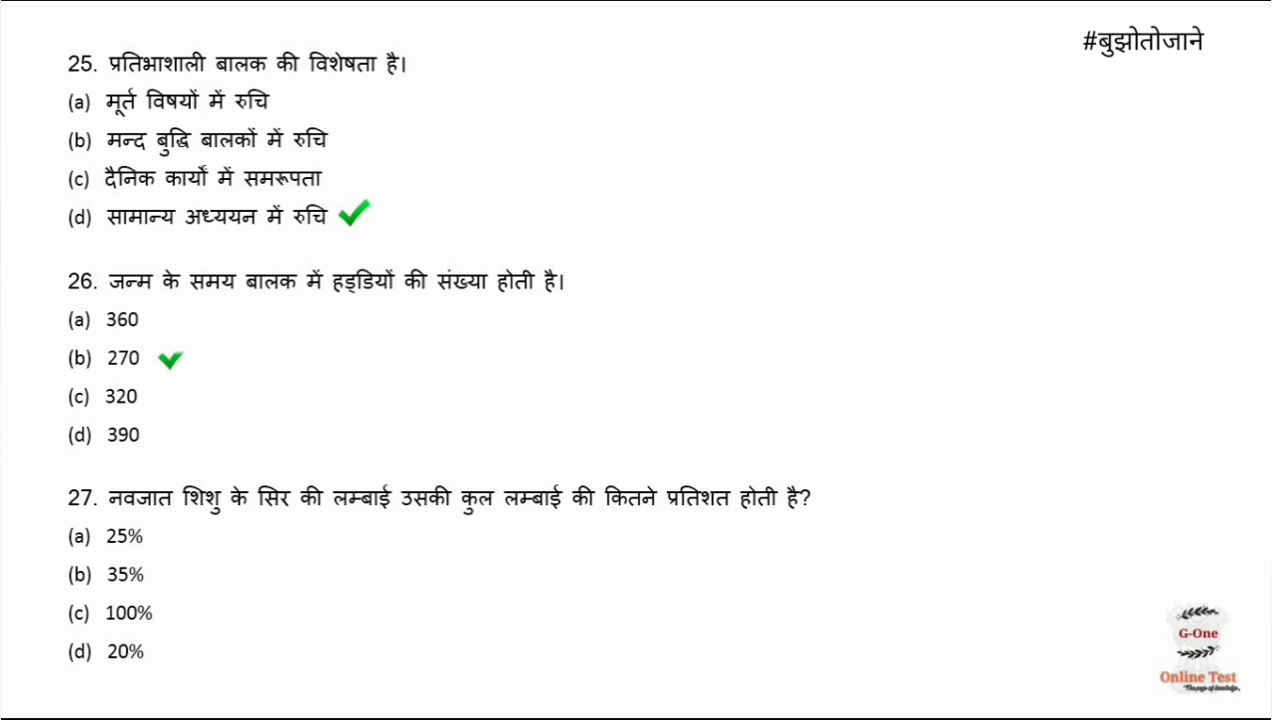 #बुझोतोजाने
25. प्रतिभाशाली बालक की विशेषता है।
(a) मूर्त विषयों में रुचि
(b) मन्द बुद्धि बालकों में रुचि
(c) दैनिक कार्यों में समरूपता
(d) सामान्य अध्ययन में रुचि
26. जन्म के समय बालक में हड्डियों की संख्या होती है।
(a) 360
(b) 270
(c) 320
(d) 390
27. नवजात शिशु के सिर की लम्बाई उसकी कुल लम्बाई की कितने प्रतिशत होती है?
(a) 25%
(b) 35%
(c) 100%
(d) 20%
G-One
Online Test